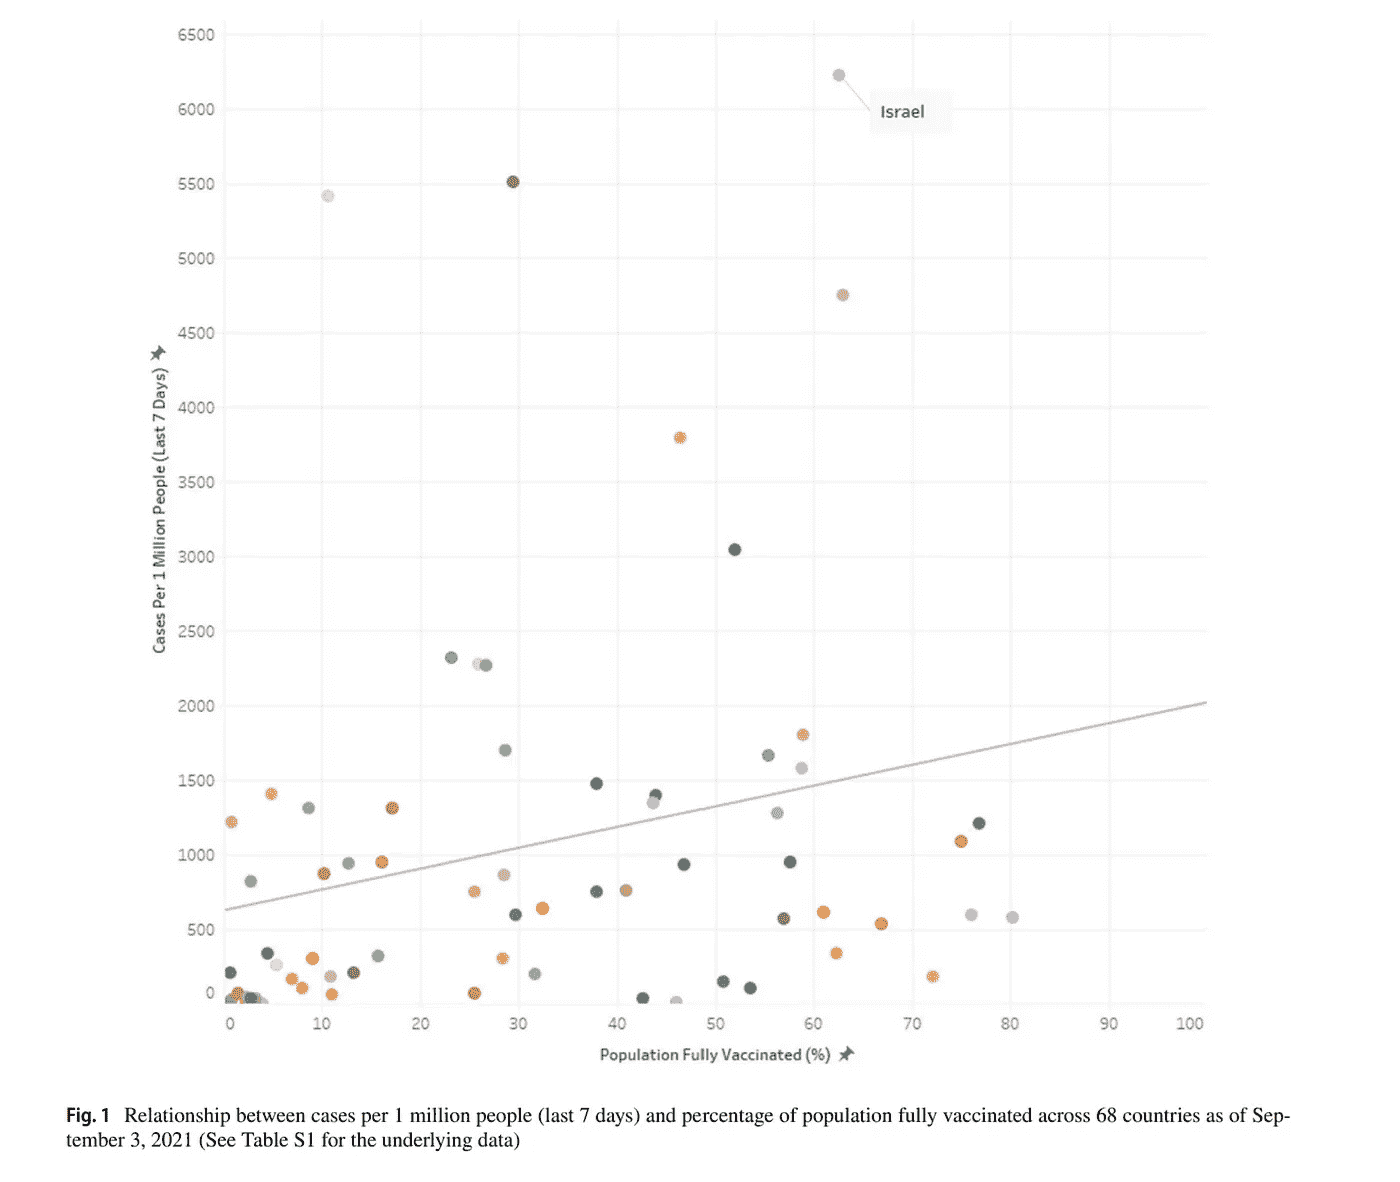 6500
6000
Israel
5500
5000
4500
4000
3500
3000
2500
2000
1500
1000
500
0
Cases Per 1 Million People (Last 7 Days)
0 10 20 30 40 50 60 70 80 90 100
Population Fully Vaccinated (%)
Fig. 1 Relationship between cases per 1 million people (last 7 days) and percentage of population fully vaccinated across 68 countries as of Sep-
tember 3, 2021 (See Table S1 for the underlying data)